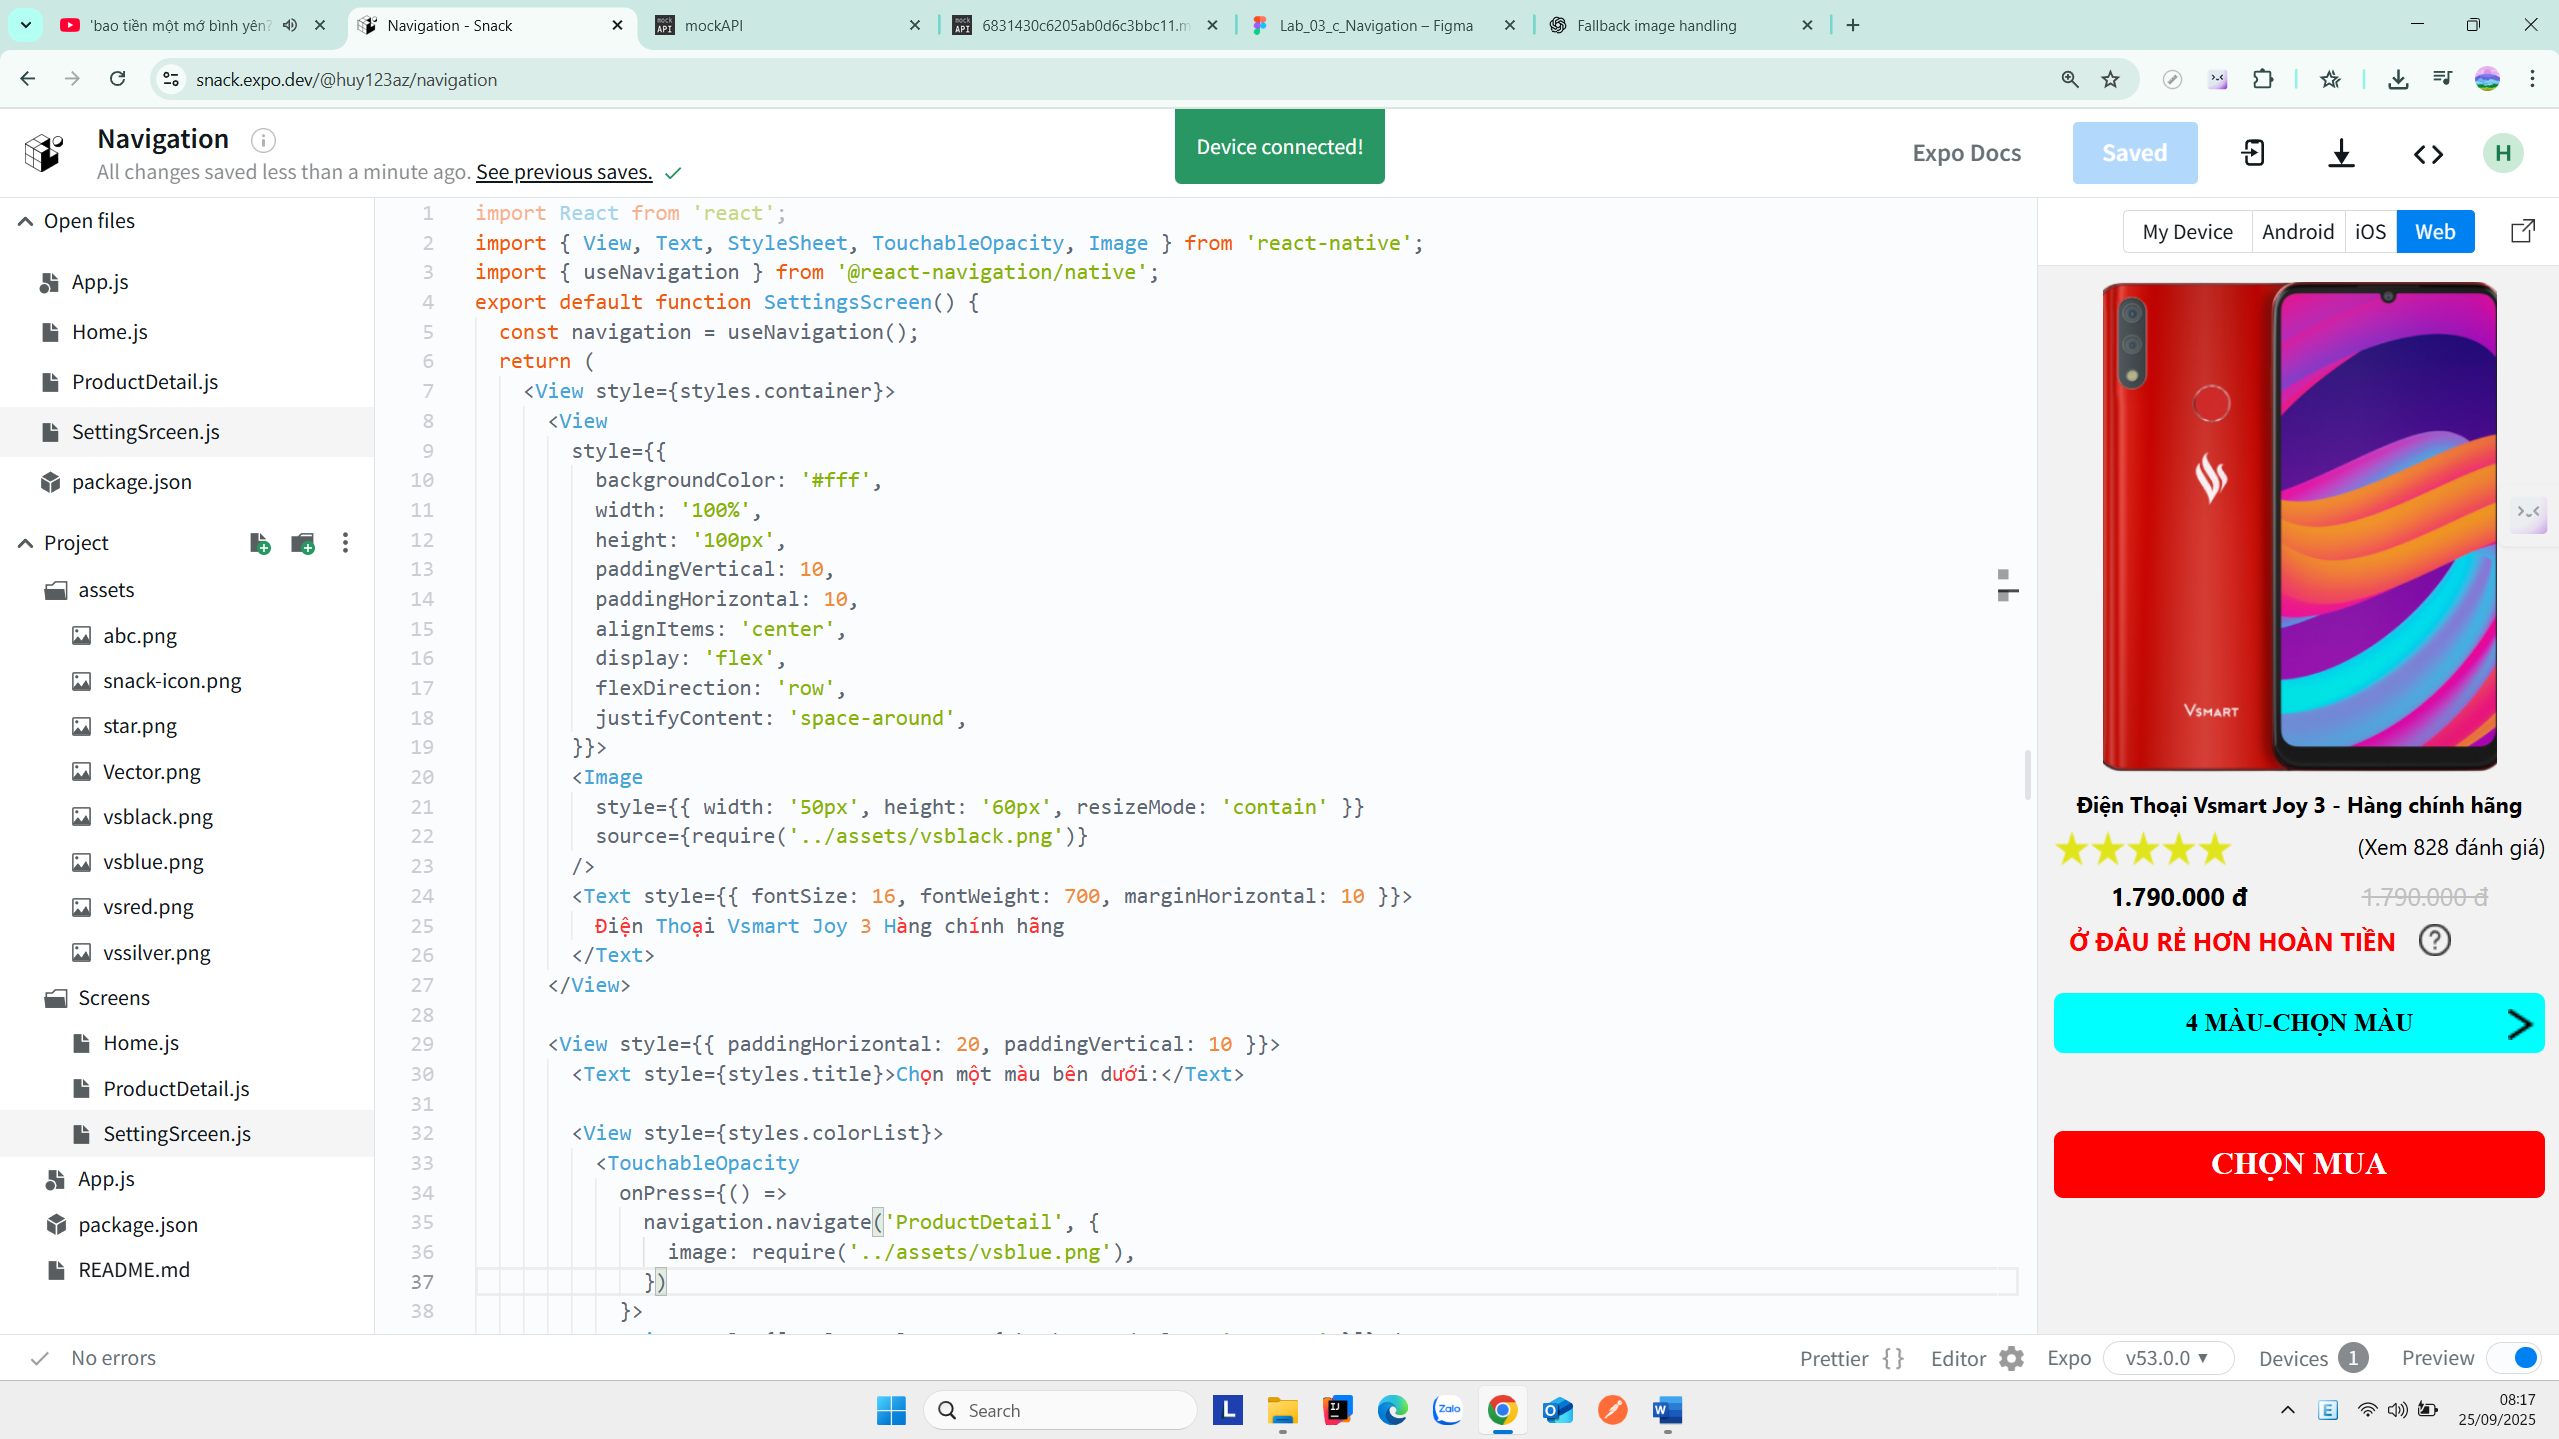 'bao tiền một mớ bình yên?
Navigation - Snack
mockAPI
6831430c6205ab0d6c3bbc11.m
Lab_03_c_Navigation – Figma
Fallback image handling
snack.expo.dev/@huy123az/navigation
Navigation
All changes saved less than a minute ago. See previous saves.
Device connected!
Expo Docs
Saved
H
Open files
App.js
Home.js
ProductDetail.js
SettingSrceen.js
package.json
Project
assets
abc.png
snack-icon.png
star.png
Vector.png
vsblack.png
vsblue.png
vsred.png
vssilver.png
Screens
Home.js
ProductDetail.js
SettingSrceen.js
App.js
package.json
README.md
1 import React from 'react';
2 import { View, Text, StyleSheet, TouchableOpacity, Image } from 'react-native';
3 import { useNavigation } from '@react-navigation/native';
4 export default function SettingsScreen() {
5 const navigation = useNavigation();
6 return (
7 <View style={styles.container}>
8 <View
9 style={{
10 backgroundColor: '#fff',
11 width: '100%',
12 height: '100px',
13 paddingVertical: 10,
14 paddingHorizontal: 10,
15 alignItems: 'center',
16 display: 'flex',
17 flexDirection: 'row',
18 justifyContent: 'space-around',
19 }}>
20 <Image
21 style={{ width: '50px', height: '60px', resizeMode: 'contain' }}
22 source={require('../assets/vsblack.png')}
23 />
24 <Text style={{ fontSize: 16, fontWeight: 700, marginHorizontal: 10 }}>
25 Điện Thoại Vsmart Joy 3 Hàng chính hãng
26 </Text>
27 </View>
28
29 <View style={{ paddingHorizontal: 20, paddingVertical: 10 }}>
30 <Text style={styles.title}>Chọn một màu bên dưới:</Text>
31
32 <View style={styles.colorList}>
33 <TouchableOpacity
34 onPress={() =>
35 navigation.navigate('ProductDetail', {
36 image: require('../assets/vsblue.png'),
37 })
38 }>
My Device
Android
iOS
Web
VSMART
Điện Thoại Vsmart Joy 3 - Hàng chính hãng
(Xem 828 đánh giá)
1.790.000 đ
1.790.000 đ
Ở ĐÂU RẺ HƠN HOÀN TIỀN
4 MÀU-CHỌN MÀU
CHỌN MUA
No errors
Prettier
Editor
Expo
v53.0.0
Devices 1
Preview
Search
08:17
25/09/2025